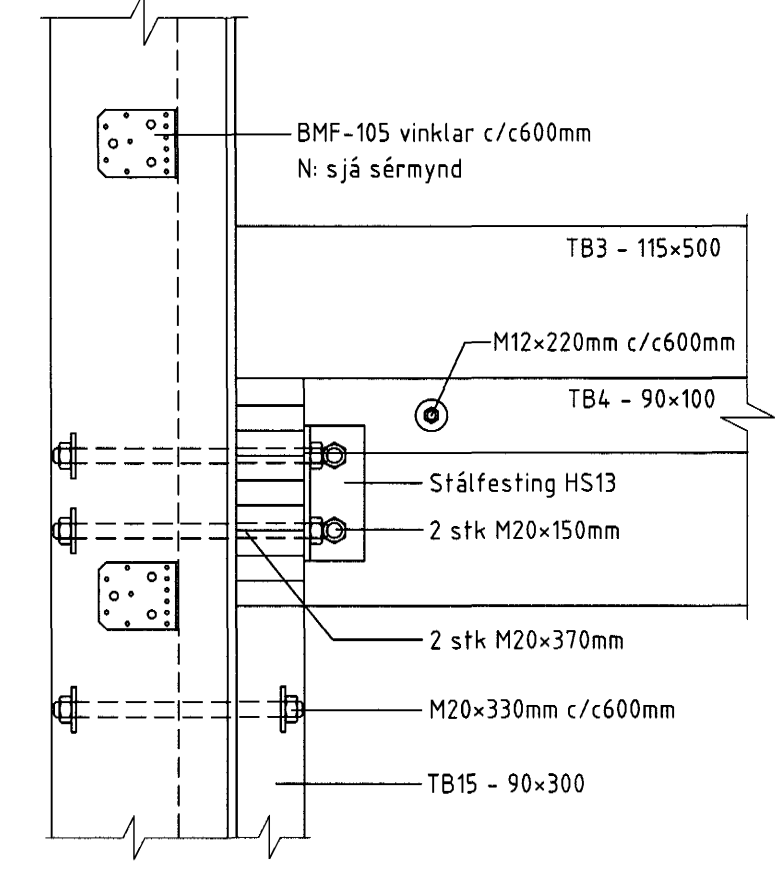 BMF-105 vinklar c/c600mm
N: sjá sérmynd
TB3 - 115×500
M12×220mm c/c600mm
TB4 - 90×100
Stálfesting HS13
2 stk M20×150mm
2 stk M20×370mm
M20×330mm c/c600mm
TB15 - 90×300